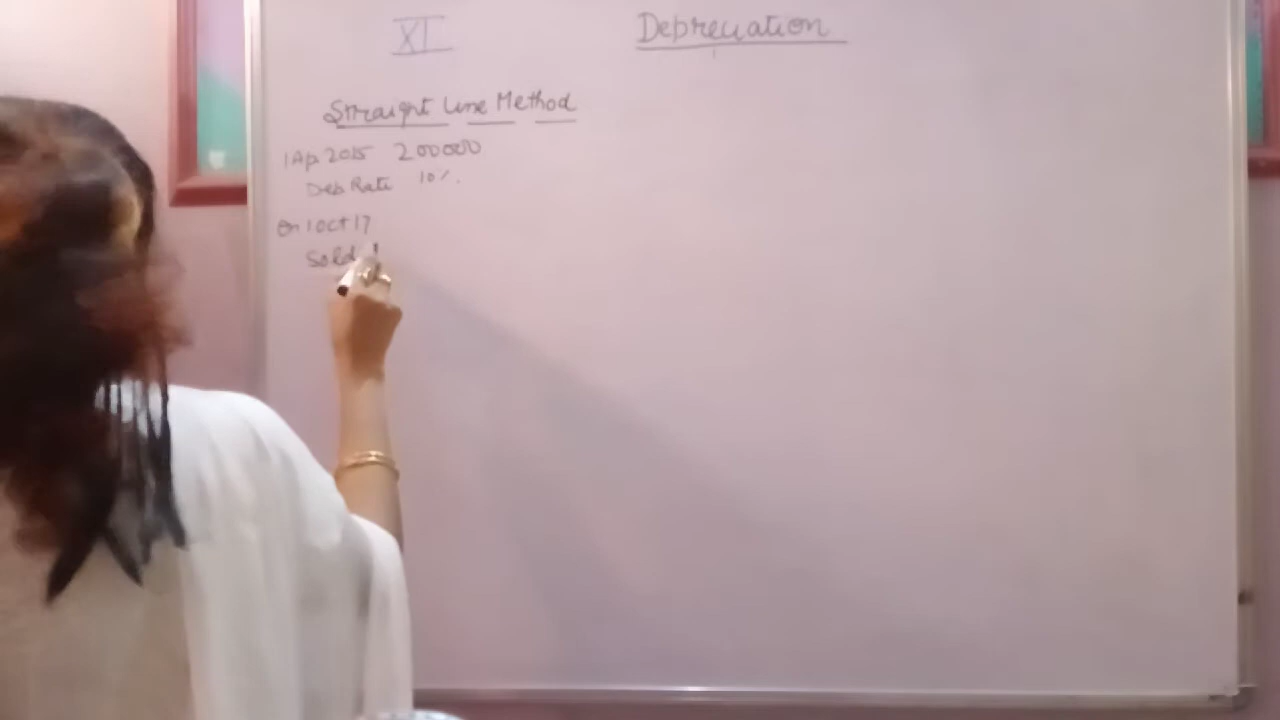 XI
Depreciation
Straight Line Method
1 Ap 2015 200000
Dep Rate 10%.
On 1 Oct 17
Sold